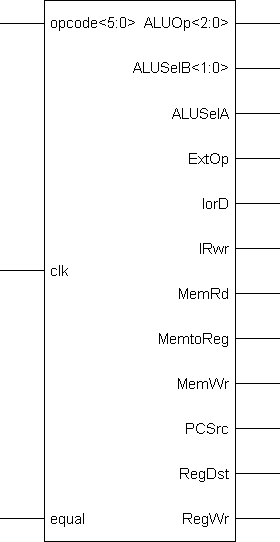 opcode<5:0> ALUOp<2:0>
ALUSelB<1:0>
ALUSelA
ExtOp
IorD
IRwr
clk
MemRd
MemtoReg
MemWr
PCSrc
RegDst
equal RegWr